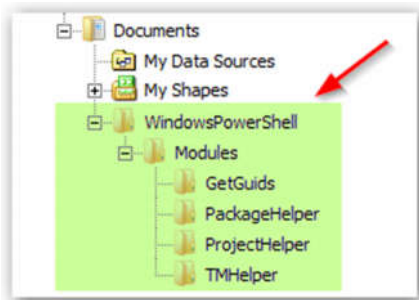 Documents
My Data Sources
My Shapes
WindowsPowerShell
Modules
GetGuids
PackageHelper
ProjectHelper
TMHelper